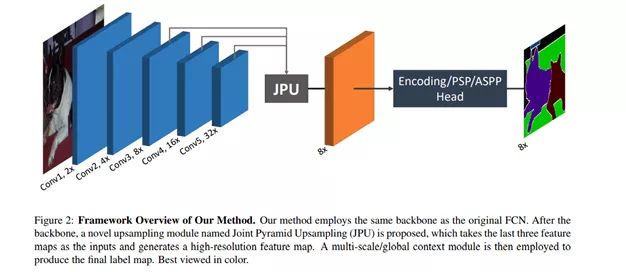 JPU
Encoding/PSP/ASPP
Head
Conv1, 2x
Conv2, 4x
Conv3, 8x
Conv4, 16x
Conv5, 32x
8x
8x
Figure 2: Framework Overview of Our Method. Our method employs the same backbone as the original FCN. After the
backbone, a novel upsampling module named Joint Pyramid Upsampling (JPU) is proposed, which takes the last three feature
maps as the inputs and generates a high-resolution feature map. A multi-scale/global context module is then employed to
produce the final label map. Best viewed in color.